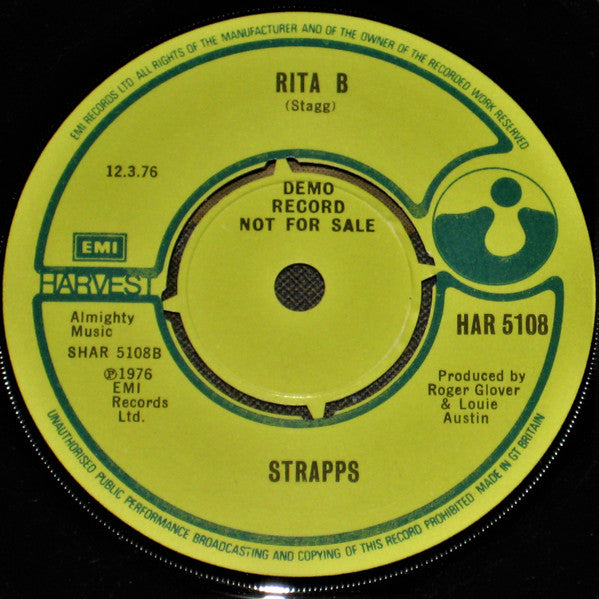 EMI RECORDS LTD ALL RIGHTS OF THE MANUFACTURER AND OF THE OWNER OF THE RECORDED WORK RESERVED
RITA B
(Stagg)
12.3.76
DEMO
RECORD
NOT FOR SALE
EMI
HARVEST
Almighty
Music
SHAR 5108B
℗1976
EMI
Records
Ltd.
HAR 5108
Produced by
Roger Glover
& Louie
Austin
STRAPPS
UNAUTHORISED PUBLIC PERFORMANCE BROADCASTING AND COPYING OF THIS RECORD PROHIBITED MADE IN GT BRITAIN